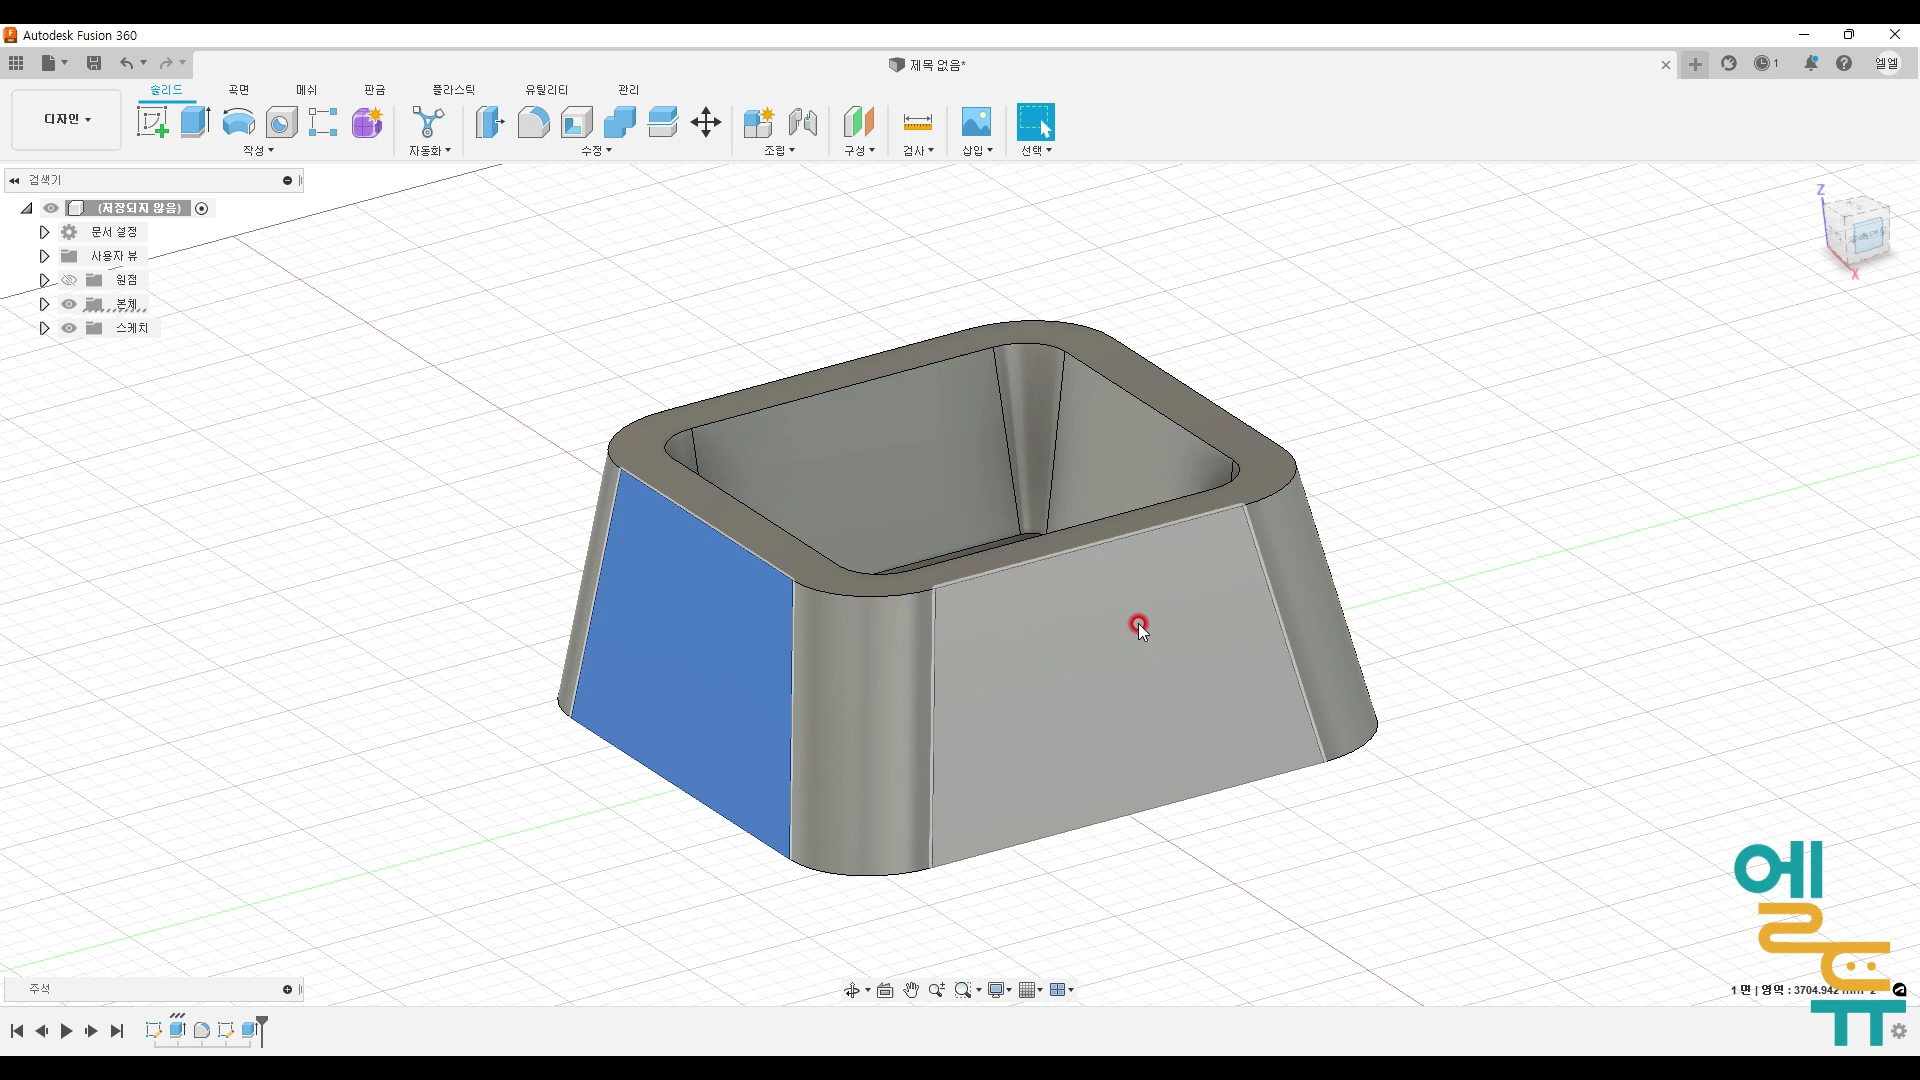 Autodesk Fusion 360
제목 없음*
1
엘엘
디자인
솔리드 곡면 메쉬 판금 플라스틱 유틸리티 관리
작성 자동화 수정 조립 구성 검사 삽입 선택
검색기
(저장되지 않음)
문서 설정
사용자 뷰
원점
본체
스케치
Z
X
주석
1 면 | 영역 : 3704.942